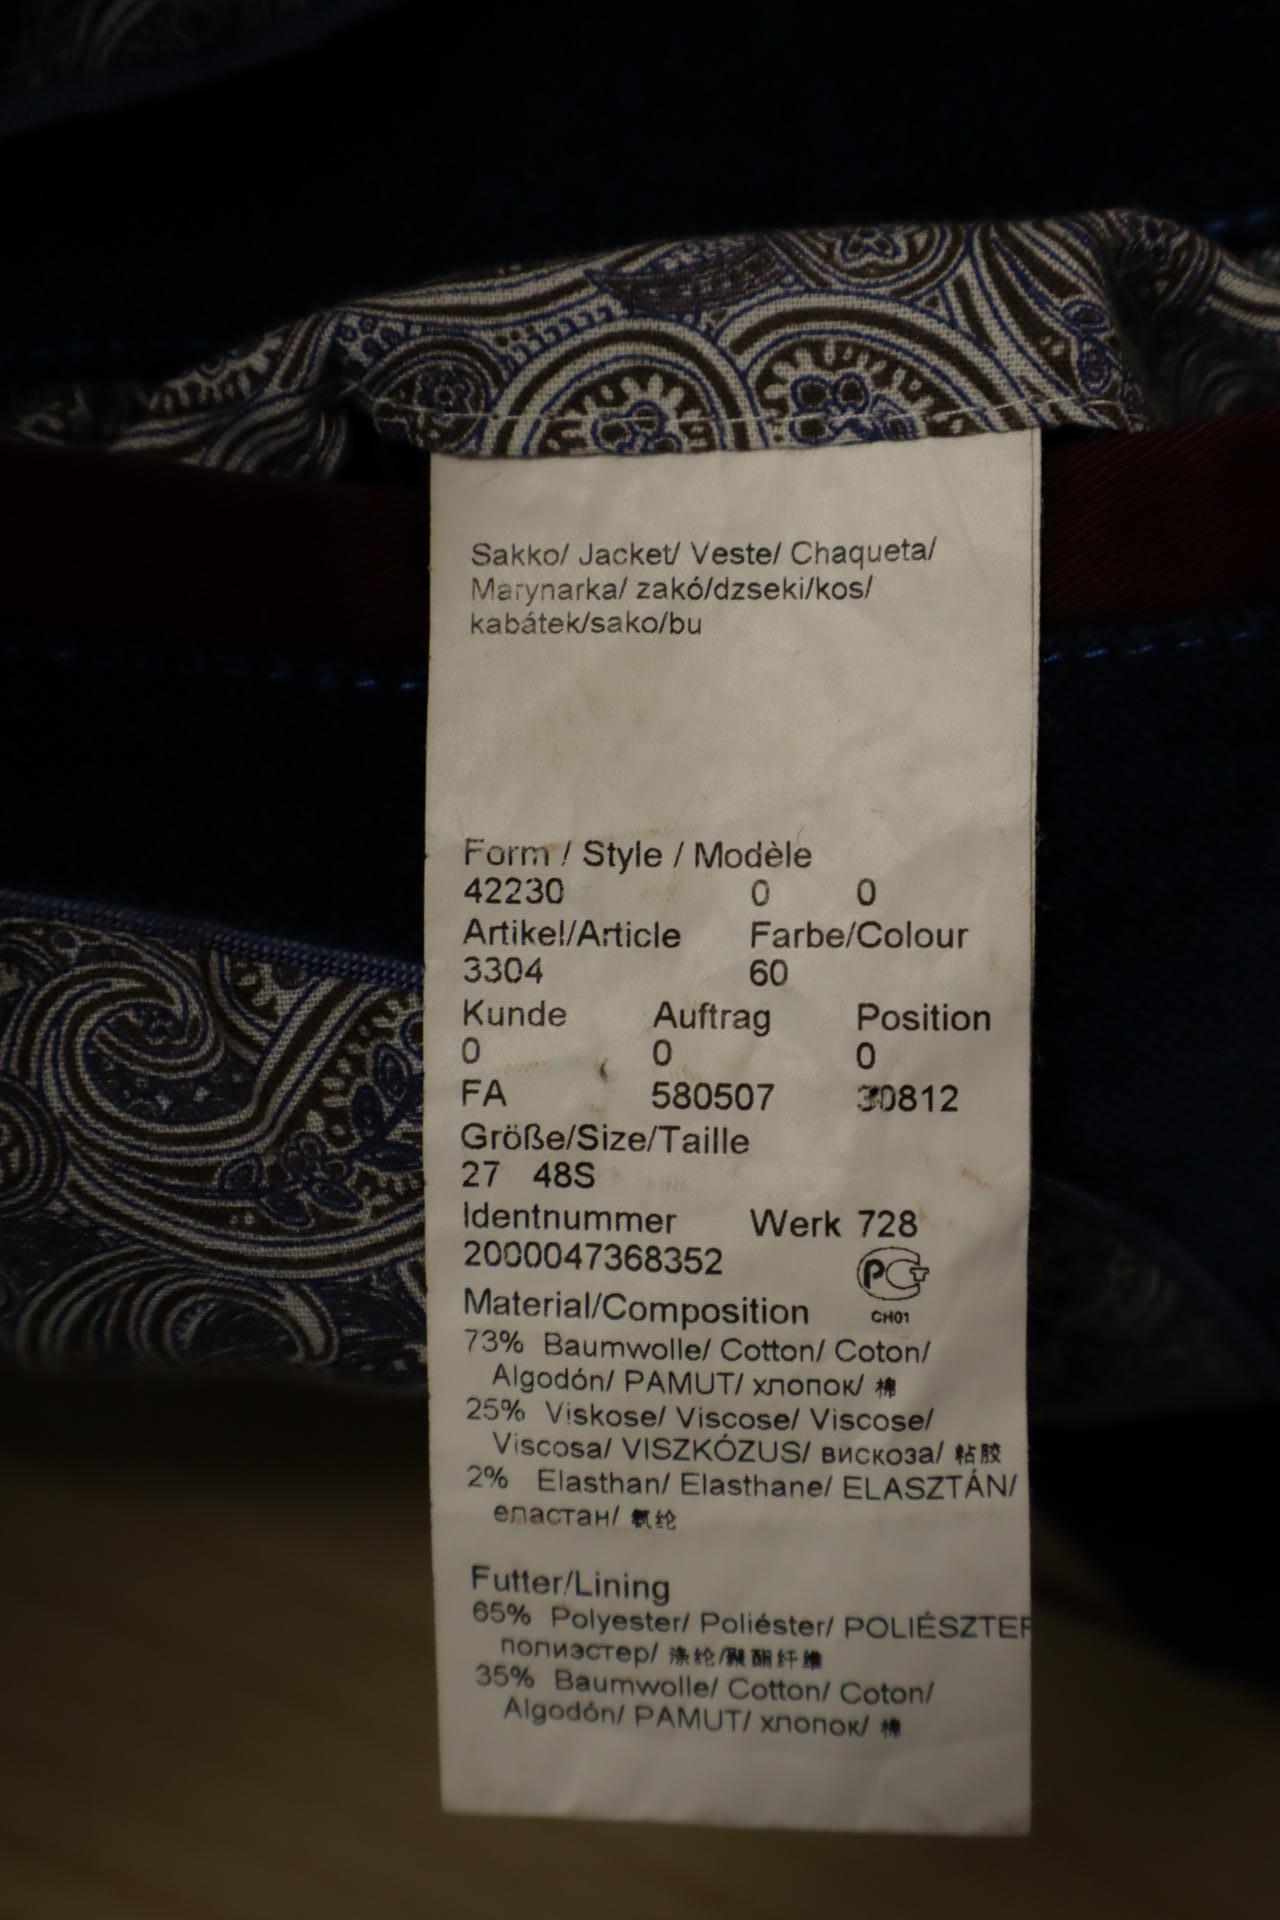 Sakko/ Jacket/ Veste/ Chaqueta/
Marynarka/ zakó/dzseki/kos/
kabátek/sako/bu
Form / Style / Modèle
42230 0 0
Artikel/Article Farbe/Colour
3304 60
Kunde Auftrag Position
0 0 0
FA 580507 30812
Größe/Size/Taille
27 48S
Identnummer Werk 728
2000047368352
РСТ
CH01
Material/Composition
73% Baumwolle/ Cotton/ Coton/
Algodón/ PAMUT/ хлопок/ 棉
25% Viskose/ Viscose/ Viscose/
Viscosa/ VISZKÓZUS/ вискоза/ 粘胶
2% Elasthan/ Elasthane/ ELASZTÁN/
еластан/ 氨纶
Futter/Lining
65% Polyester/ Poliéster/ POLIÉSZTER
полиэстер/ 涤纶/聚酯纤维
35% Baumwolle/ Cotton/ Coton/
Algodón/ PAMUT/ хлопок/ 棉